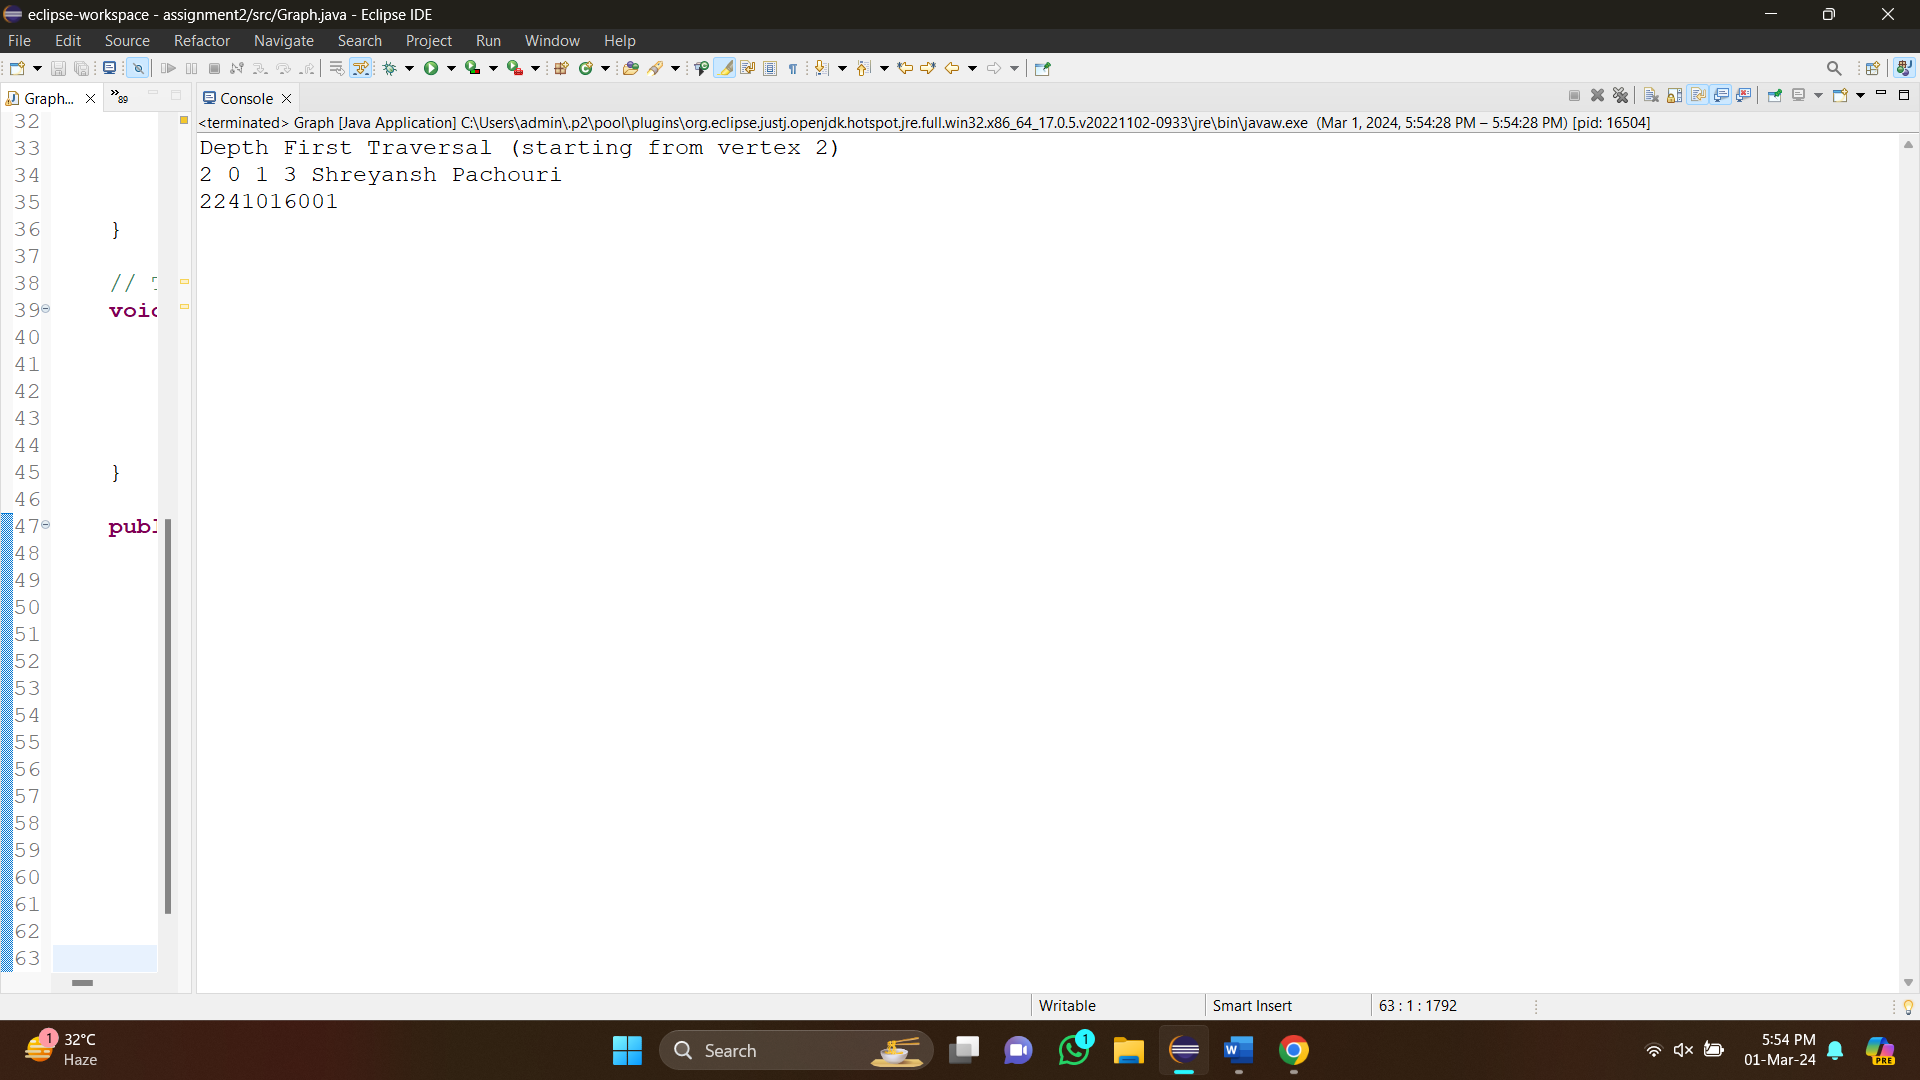 eclipse-workspace - assignment2/src/Graph.java - Eclipse IDE
File Edit Source Refactor Navigate Search Project Run Window Help
Graph... 89
Console
<terminated> Graph [Java Application] C:\Users\admin\.p2\pool\plugins\org.eclipse.justj.openjdk.hotspot.jre.full.win32.x86_64_17.0.5.v20221102-0933\jre\bin\javaw.exe (Mar 1, 2024, 5:54:28 PM – 5:54:28 PM) [pid: 16504]
Depth First Traversal (starting from vertex 2)
2 0 1 3 Shreyansh Pachouri
2241016001
32
33
34
35
36 }
37
38 //
39
40
41
42
43
44
45 }
46
47 publ
48
49
50
51
52
53
54
55
56
57
58
59
60
61
62
63
Writable Smart Insert 63 : 1 : 1792
1 32°C
Haze
Search
1
W
PRE
5:54 PM
01-Mar-24